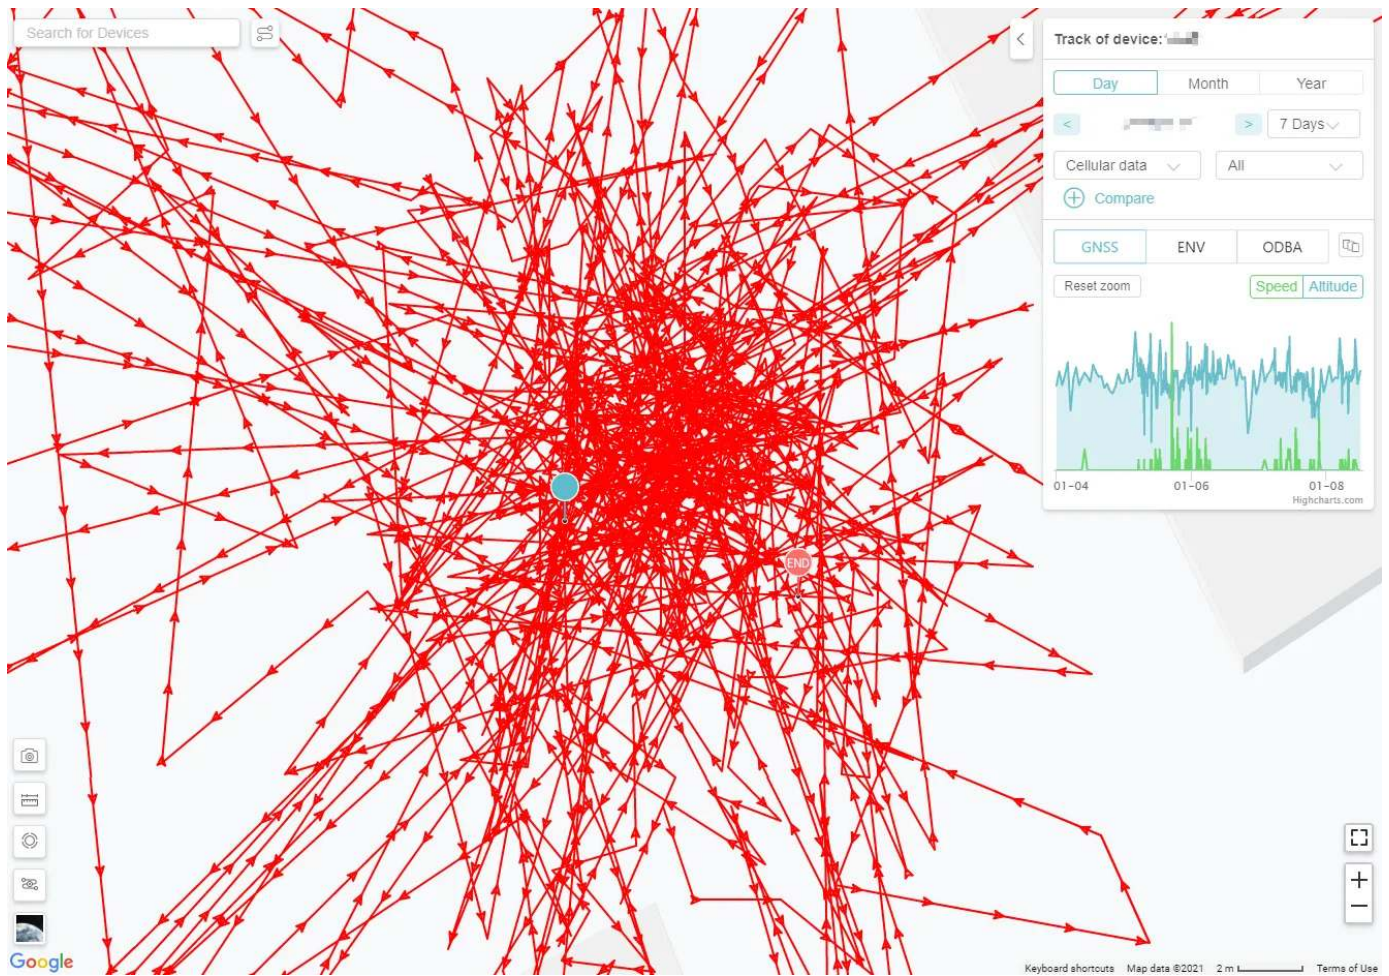 Search for Devices
Track of device:
Day Month Year
< > 7 Days
Cellular data All
Compare
GNSS ENV ODBA
Reset zoom Speed Altitude
01-04 01-06 01-08
Highcharts.com
END
Google
Keyboard shortcuts Map data ©2021 2 m Terms of Use